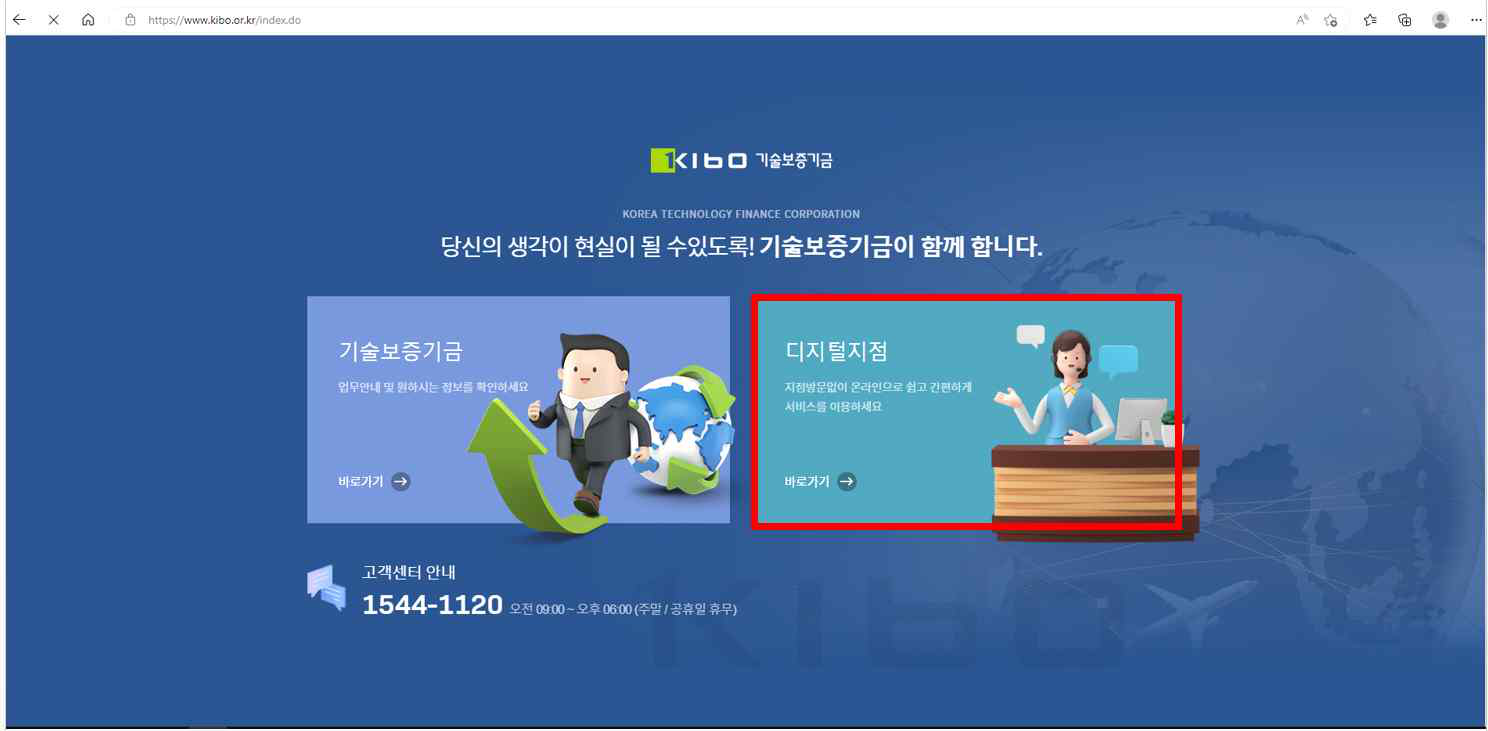 https://www.kibo.or.kr/index.do
KIBO 기술보증기금
KOREA TECHNOLOGY FINANCE CORPORATION
당신의 생각이 현실이 될 수있도록! 기술보증기금이 함께 합니다.
기술보증기금
업무안내 및 원하시는 정보를 확인하세요
바로가기
디지털지점
지점방문없이 온라인으로 쉽고 간편하게
서비스를 이용하세요
바로가기
고객센터 안내
1544-1120 오전 09:00 ~ 오후 06:00 (주말 / 공휴일 휴무)
KIBO